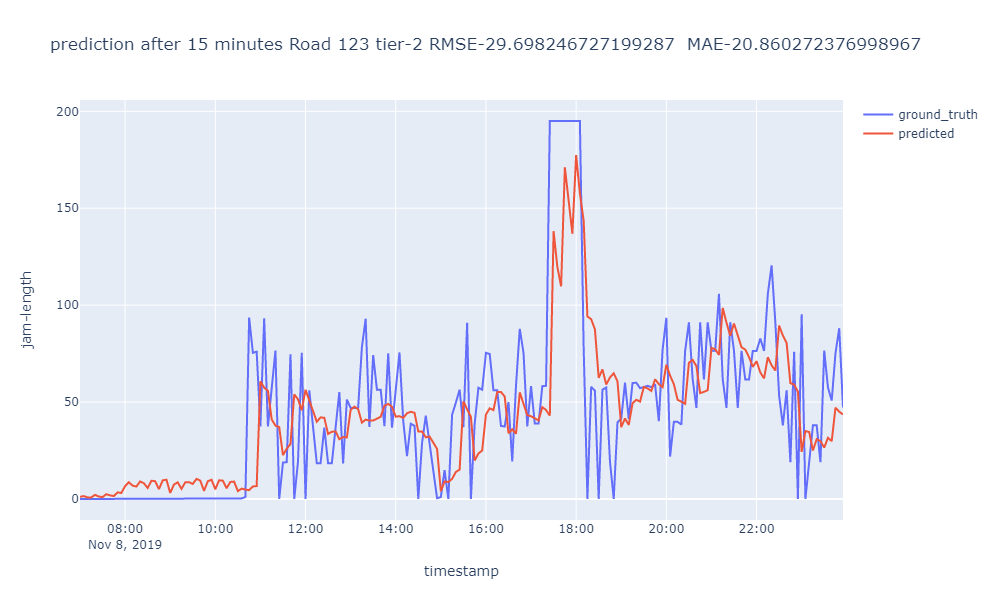 prediction after 15 minutes Road 123 tier-2 RMSE-29.698246727199287  MAE-20.860272376998967
ground_truth
predicted
200
150
100
50
0
jam-length
08:00 10:00 12:00 14:00 16:00 18:00 20:00 22:00
Nov 8, 2019
timestamp